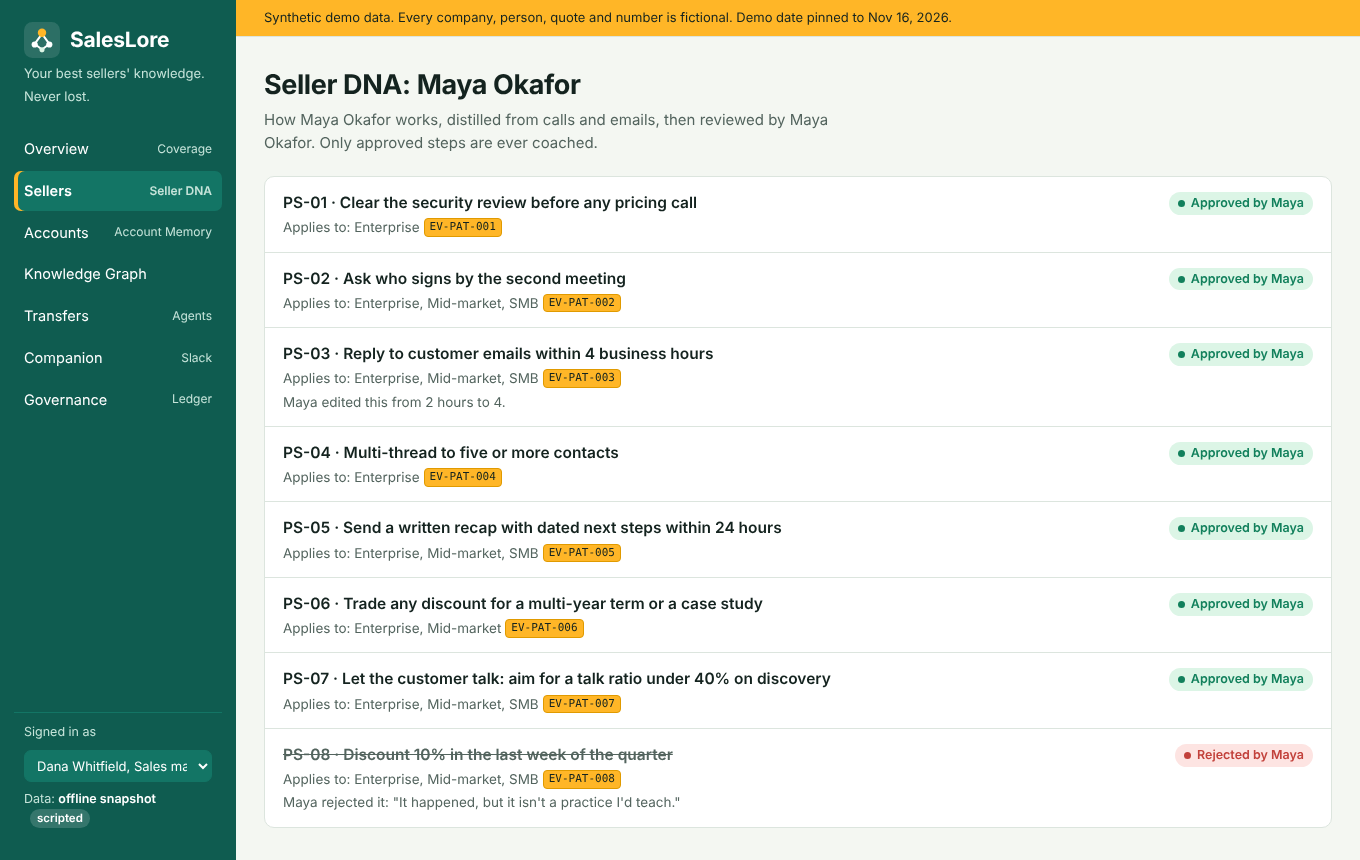 Synthetic demo data. Every company, person, quote and number is fictional. Demo date pinned to Nov 16, 2026.
SalesLore
Your best sellers' knowledge.
Never lost.
Overview Coverage
Sellers Seller DNA
Accounts Account Memory
Knowledge Graph
Transfers Agents
Companion Slack
Governance Ledger
Signed in as
Dana Whitfield, Sales ma
Data: offline snapshot
scripted
Seller DNA: Maya Okafor
How Maya Okafor works, distilled from calls and emails, then reviewed by Maya
Okafor. Only approved steps are ever coached.
PS-01 · Clear the security review before any pricing call
Approved by Maya
Applies to: Enterprise EV-PAT-001
PS-02 · Ask who signs by the second meeting
Approved by Maya
Applies to: Enterprise, Mid-market, SMB EV-PAT-002
PS-03 · Reply to customer emails within 4 business hours
Approved by Maya
Applies to: Enterprise, Mid-market, SMB EV-PAT-003
Maya edited this from 2 hours to 4.
PS-04 · Multi-thread to five or more contacts
Approved by Maya
Applies to: Enterprise EV-PAT-004
PS-05 · Send a written recap with dated next steps within 24 hours
Approved by Maya
Applies to: Enterprise, Mid-market, SMB EV-PAT-005
PS-06 · Trade any discount for a multi-year term or a case study
Approved by Maya
Applies to: Enterprise, Mid-market EV-PAT-006
PS-07 · Let the customer talk: aim for a talk ratio under 40% on discovery
Approved by Maya
Applies to: Enterprise, Mid-market, SMB EV-PAT-007
PS-08 · Discount 10% in the last week of the quarter
Rejected by Maya
Applies to: Enterprise, Mid-market, SMB EV-PAT-008
Maya rejected it: "It happened, but it isn't a practice I'd teach."